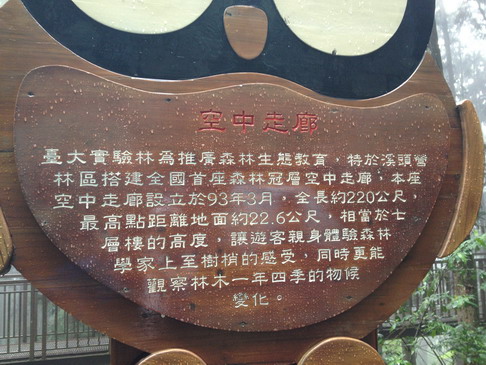 空中走廊
臺大實驗林為推廣森林生態教育，特於溪頭營
林區搭建全國首座森林冠層空中走廊，本座
空中走廊設立於93年3月，全長約220公尺，
最高點距離地面約22.6公尺，相當於七
層樓的高度，讓遊客親身體驗森林
學家上至樹梢的感受，同時更能
觀察林木一年四季的物候
變化。